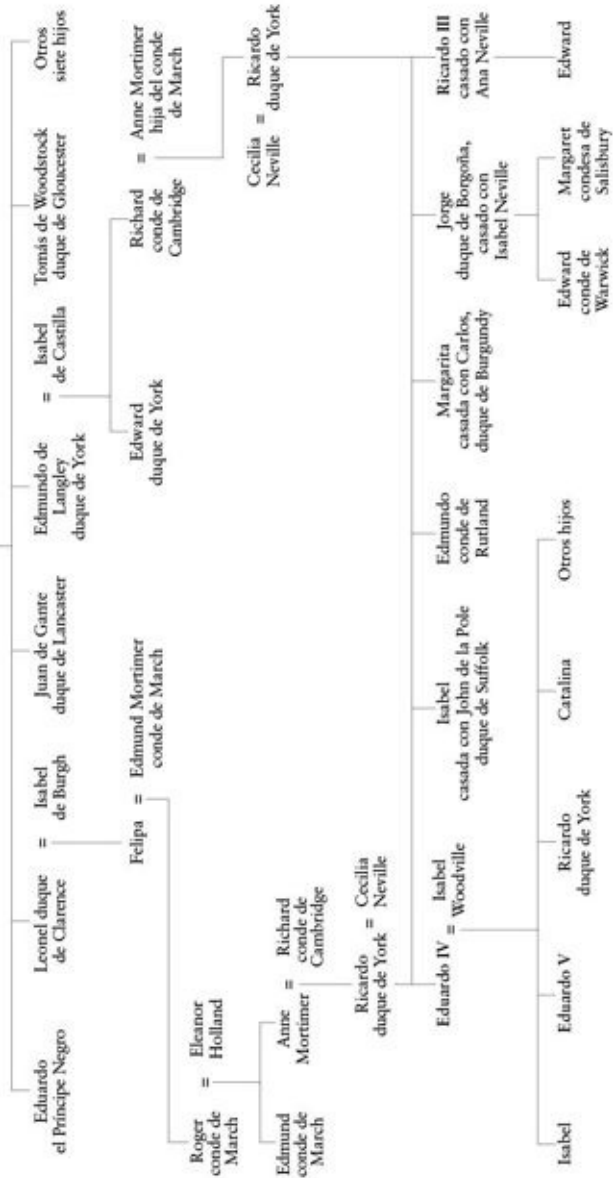 Eduardo
el Príncipe Negro
Leonel duque
de Clarence
=
Isabel
de Burgh
Juan de Gante
duque de Lancaster
Edmundo de
Langley
duque de York
=
Isabel
de Castilla
Tomás de Woodstock
duque de Gloucester
Otros
siete hijos
Felipa
=
Edmund Mortimer
conde de March
Edward
duque de York
Richard
conde de
Cambridge
=
Anne Mortimer
hija del conde
de March
Roger
conde de
March
=
Eleanor
Holland
Cecilia
Neville
=
Ricardo
duque de York
Edmund
conde de
March
Anne
Mortimer
=
Richard
conde de
Cambridge
Ricardo
duque de York
=
Cecilia
Neville
Eduardo IV
=
Isabel
Woodville
Isabel
casada con John de la Pole
duque de Suffolk
Edmundo
conde de
Rutland
Margarita
casada con Carlos,
duque de Burgundy
Jorge
duque de Borgoña,
casado con
Isabel Neville
Ricardo III
casado con
Ana Neville
Isabel
Eduardo V
Ricardo
duque de York
Catalina
Otros hijos
Edward
conde de
Warwick
Margaret
condesa de
Salisbury
Edward